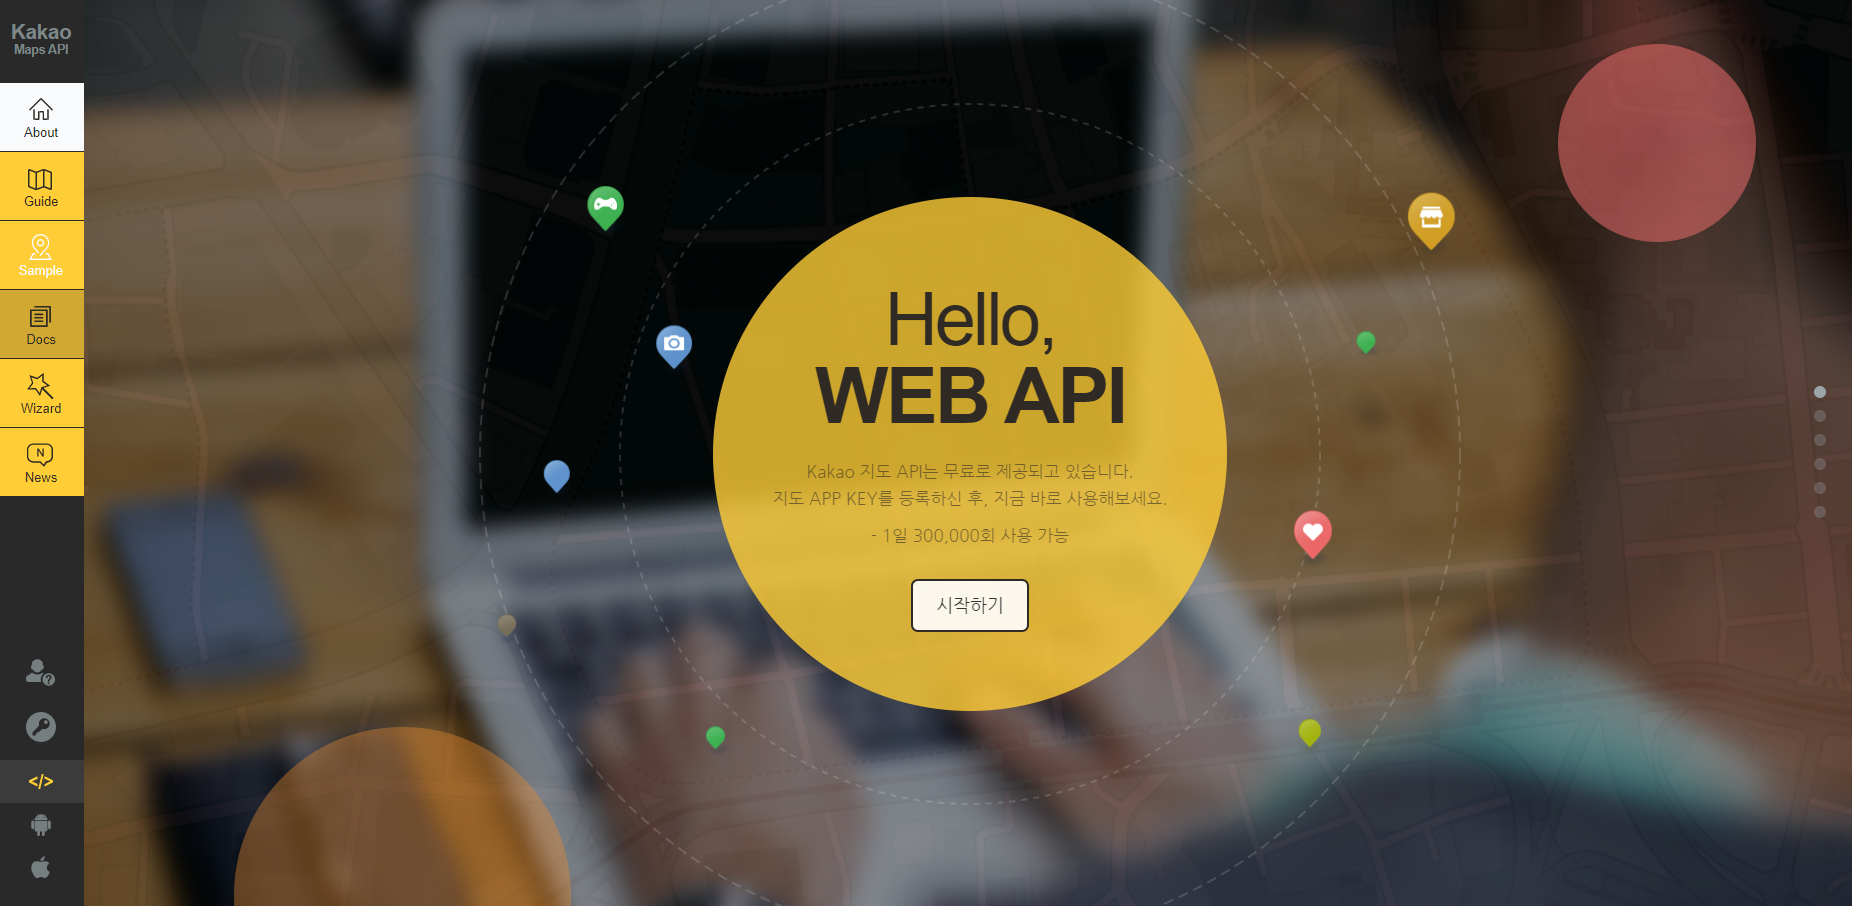 Kakao
Maps API
About
Guide
Sample
Docs
Wizard
N
News
?
</>
Hello,
WEB API
Kakao 지도 API는 무료로 제공되고 있습니다.
지도 APP KEY를 등록하신 후, 지금 바로 사용해보세요.
- 1일 300,000회 사용 가능
시작하기